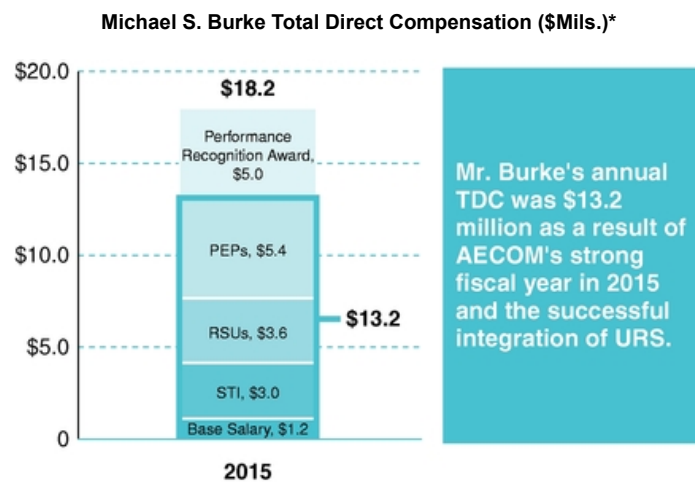 Michael S. Burke Total Direct Compensation ($Mils.)*
$20.0
$18.2
Performance
Recognition Award,
$5.0
$15.0
PEPs, $5.4
$10.0
RSUs, $3.6
$13.2
$5.0
STI, $3.0
Base Salary, $1.2
0
2015
Mr. Burke's annual
TDC was $13.2
million as a result of
AECOM's strong
fiscal year in 2015
and the successful
integration of URS.